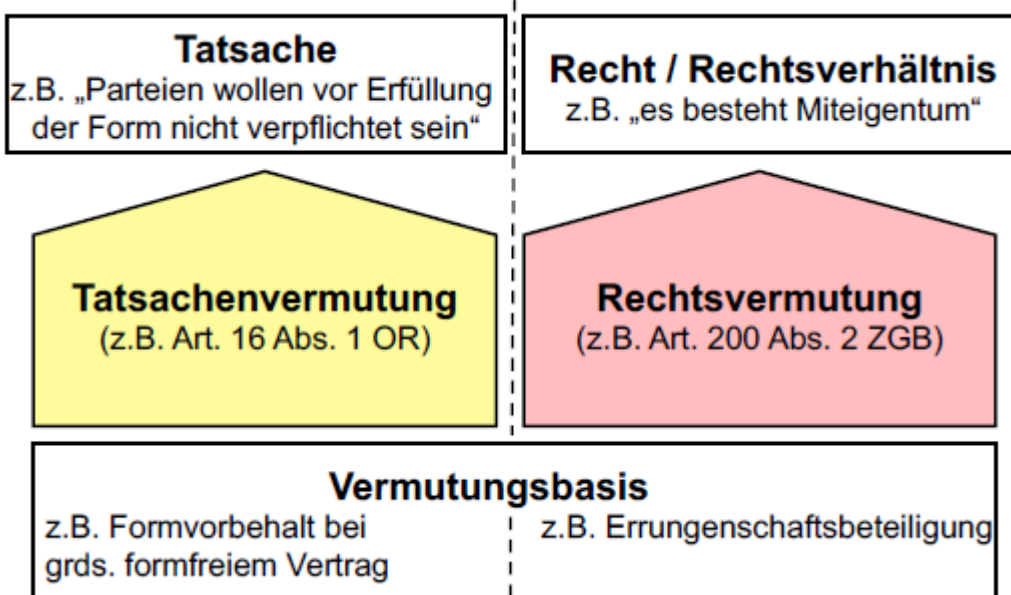 Tatsache
z.B. „Parteien wollen vor Erfüllung
der Form nicht verpflichtet sein“
Recht / Rechtsverhältnis
z.B. „es besteht Miteigentum“
Tatsachenvermutung
(z.B. Art. 16 Abs. 1 OR)
Rechtsvermutung
(z.B. Art. 200 Abs. 2 ZGB)
Vermutungsbasis
z.B. Formvorbehalt bei
grds. formfreiem Vertrag
z.B. Errungenschaftsbeteiligung